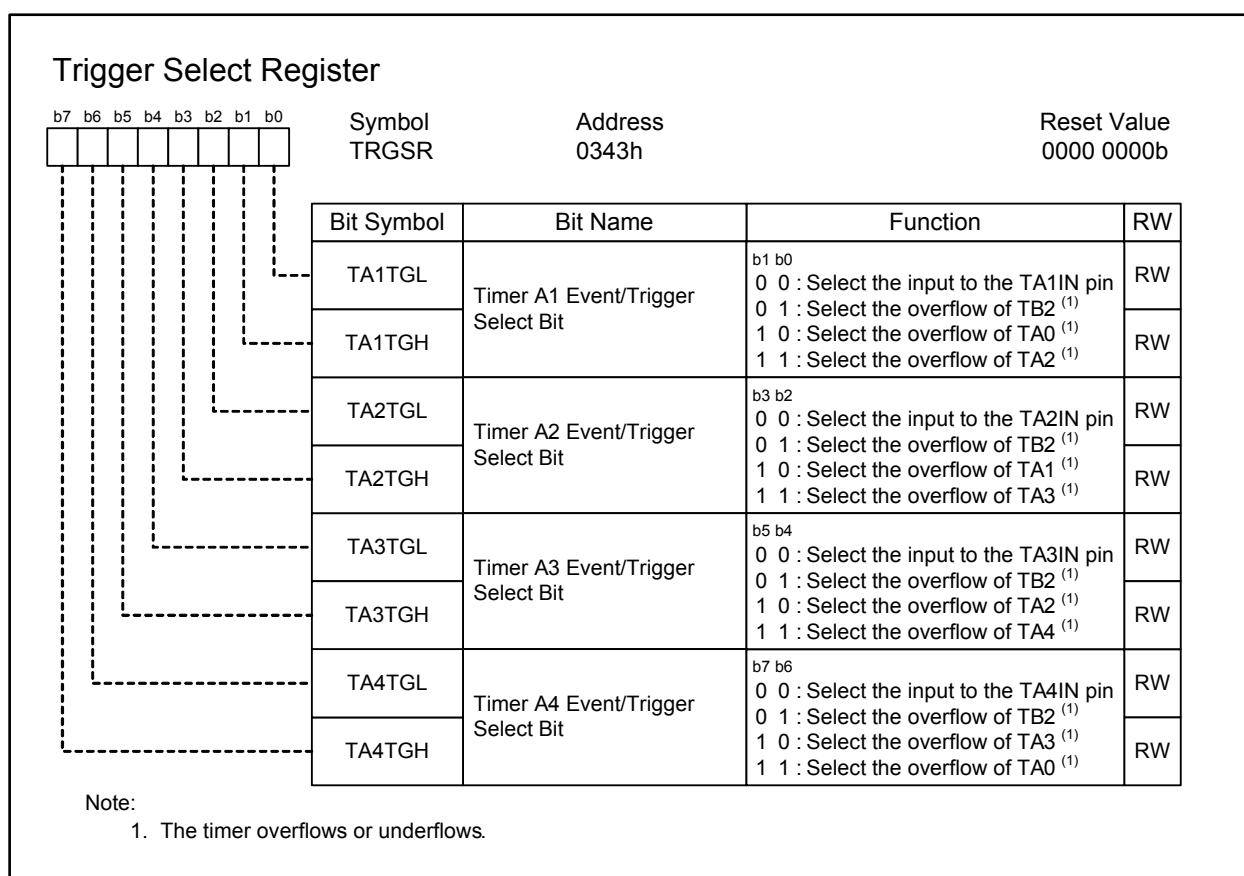 Trigger Select Register
b7 b6 b5 b4 b3 b2 b1 b0
Symbol Address Reset Value
TRGSR 0343h 0000 0000b
Bit Symbol Bit Name Function RW
TA1TGL
TA1TGH
Timer A1 Event/Trigger
Select Bit
b1 b0
0 0 : Select the input to the TA1IN pin
0 1 : Select the overflow of TB2 (1)
1 0 : Select the overflow of TA0 (1)
1 1 : Select the overflow of TA2 (1)
RW
RW
TA2TGL
TA2TGH
Timer A2 Event/Trigger
Select Bit
b3 b2
0 0 : Select the input to the TA2IN pin
0 1 : Select the overflow of TB2 (1)
1 0 : Select the overflow of TA1 (1)
1 1 : Select the overflow of TA3 (1)
RW
RW
TA3TGL
TA3TGH
Timer A3 Event/Trigger
Select Bit
b5 b4
0 0 : Select the input to the TA3IN pin
0 1 : Select the overflow of TB2 (1)
1 0 : Select the overflow of TA2 (1)
1 1 : Select the overflow of TA4 (1)
RW
RW
TA4TGL
TA4TGH
Timer A4 Event/Trigger
Select Bit
b7 b6
0 0 : Select the input to the TA4IN pin
0 1 : Select the overflow of TB2 (1)
1 0 : Select the overflow of TA3 (1)
1 1 : Select the overflow of TA0 (1)
RW
RW
Note:
1. The timer overflows or underflows.